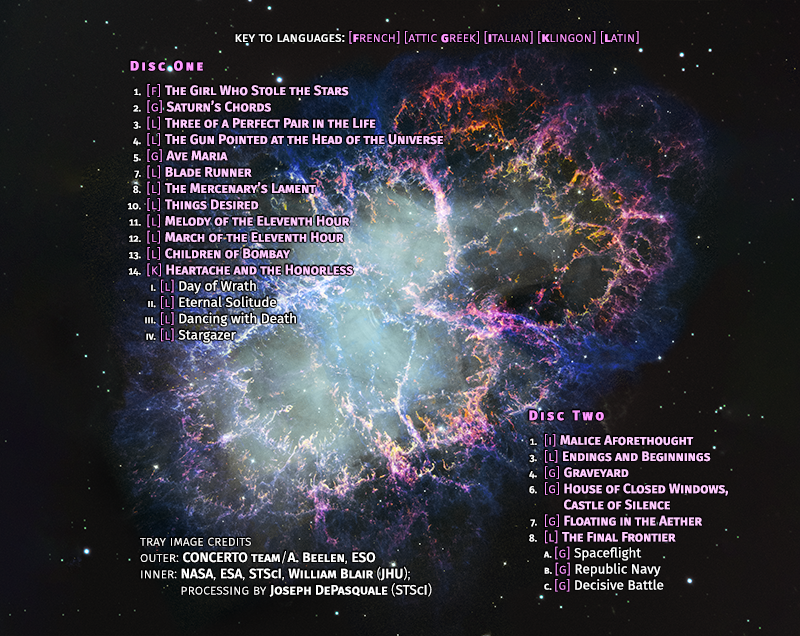 KEY TO LANGUAGES: [FRENCH] [ATTIC GREEK] [ITALIAN] [KLINGON] [LATIN]
DISC ONE
1. [F] THE GIRL WHO STOLE THE STARS
2. [G] SATURN'S CHORDS
3. [L] THREE OF A PERFECT PAIR IN THE LIFE
4. [L] THE GUN POINTED AT THE HEAD OF THE UNIVERSE
5. [G] AVE MARIA
7. [L] BLADE RUNNER
8. [L] THE MERCENARY'S LAMENT
10. [L] THINGS DESIRED
11. [L] MELODY OF THE ELEVENTH HOUR
12. [L] MARCH OF THE ELEVENTH HOUR
13. [L] CHILDREN OF BOMBAY
14. [K] HEARTACHE AND THE HONORLESS
I. [L] Day of Wrath
II. [L] Eternal Solitude
III. [L] Dancing with Death
IV. [L] Stargazer
DISC TWO
1. [I] MALICE AFORETHOUGHT
3. [L] ENDINGS AND BEGINNINGS
4. [G] GRAVEYARD
6. [G] HOUSE OF CLOSED WINDOWS,
CASTLE OF SILENCE
7. [G] FLOATING IN THE AETHER
8. [L] THE FINAL FRONTIER
A. [G] Spaceflight
B. [G] Republic Navy
C. [G] Decisive Battle
TRAY IMAGE CREDITS
OUTER: CONCERTO TEAM/A. BEELEN, ESO
INNER: NASA, ESA, STScI, WILLIAM BLAIR (JHU);
PROCESSING BY JOSEPH DEPASQUALE (STScI)